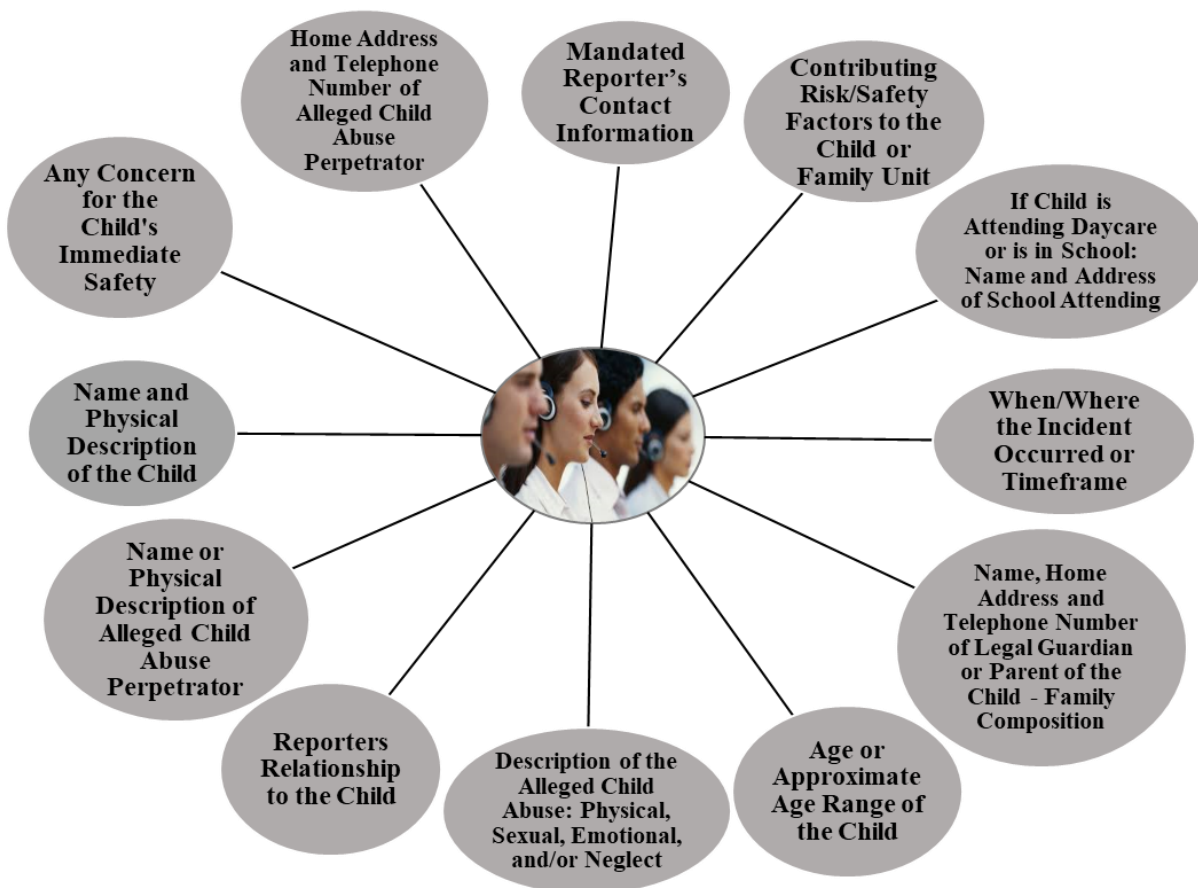 Home Address
and Telephone
Number of
Alleged Child
Abuse
Perpetrator
Mandated
Reporter's
Contact
Information
Contributing
Risk/Safety
Factors to the
Child or
Family Unit
If Child is
Attending Daycare
or is in School:
Name and Address
of School Attending
When/Where
the Incident
Occurred or
Timeframe
Name, Home
Address and
Telephone Number
of Legal Guardian
or Parent of the
Child - Family
Composition
Age or
Approximate
Age Range of
the Child
Description of the
Alleged Child
Abuse: Physical,
Sexual, Emotional,
and/or Neglect
Reporters
Relationship
to the Child
Name or
Physical
Description of
Alleged Child
Abuse
Perpetrator
Name and
Physical
Description
of the Child
Any Concern
for the
Child's
Immediate
Safety